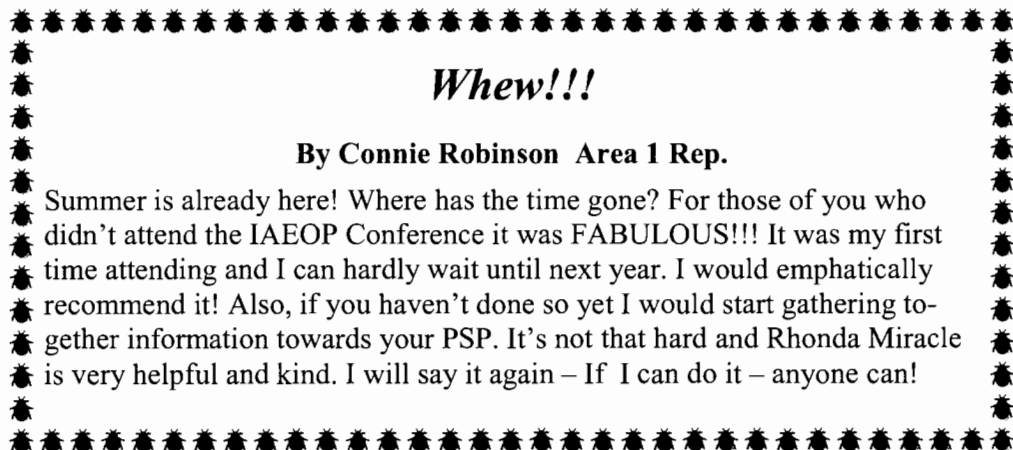 Whew!!!
By Connie Robinson  Area 1 Rep.
Summer is already here! Where has the time gone? For those of you who
didn't attend the IAEOP Conference it was FABULOUS!!! It was my first
time attending and I can hardly wait until next year. I would emphatically
recommend it! Also, if you haven't done so yet I would start gathering to-
gether information towards your PSP. It's not that hard and Rhonda Miracle
is very helpful and kind. I will say it again – If  I can do it – anyone can!